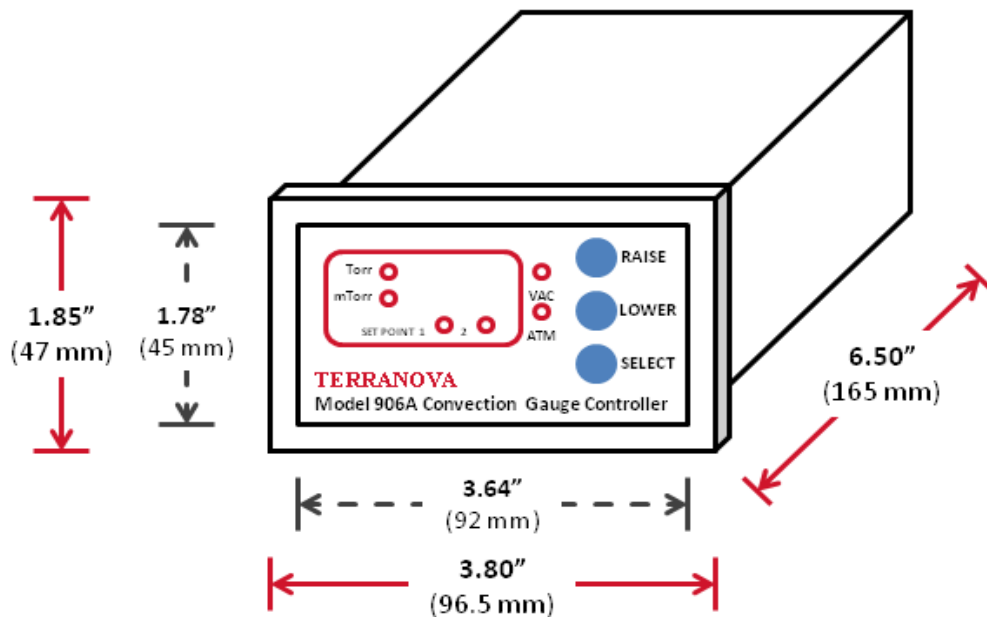 Torr
mTorr
SET POINT 1 2
VAC
ATM
RAISE
LOWER
SELECT
TERRANOVA
Model 906A Convection Gauge Controller
1.85”
(47 mm)
1.78”
(45 mm)
6.50”
(165 mm)
3.64”
(92 mm)
3.80”
(96.5 mm)